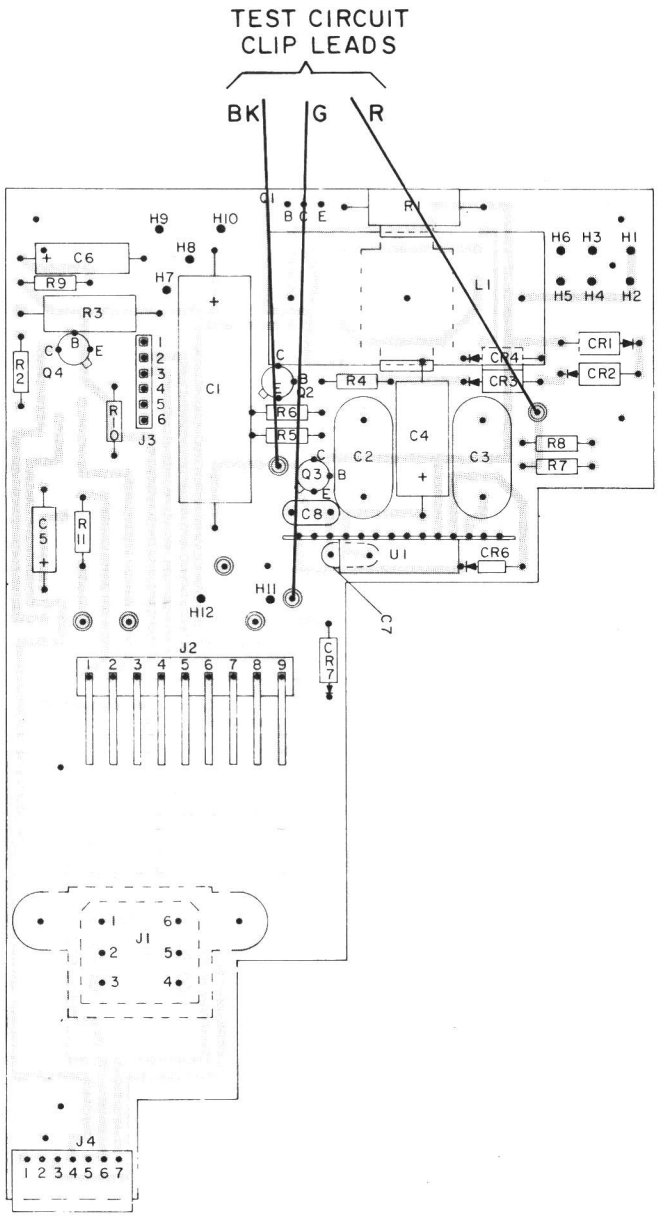 TEST CIRCUIT
CLIP LEADS
BK G R
H9 H10
Q1
B C E
R1
H6 H3 H1
H8
C6
+
R9
H7
L1
H5 H4 H2
R3
+
B
C E
Q4
R2
1
2
3
4
5
6
J3
R10
C1
C
B
E
Q2
R4
CR4
CR3
CR1
CR2
R6
R5
C2
C4
+
C3
R8
R7
C
Q3 B
E
C8
C5
+
R11
U1
CR6
H12
H11
C7
CR7
J2
1 2 3 4 5 6 7 8 9
J1
1 6
2 5
3 4
J4
1 2 3 4 5 6 7